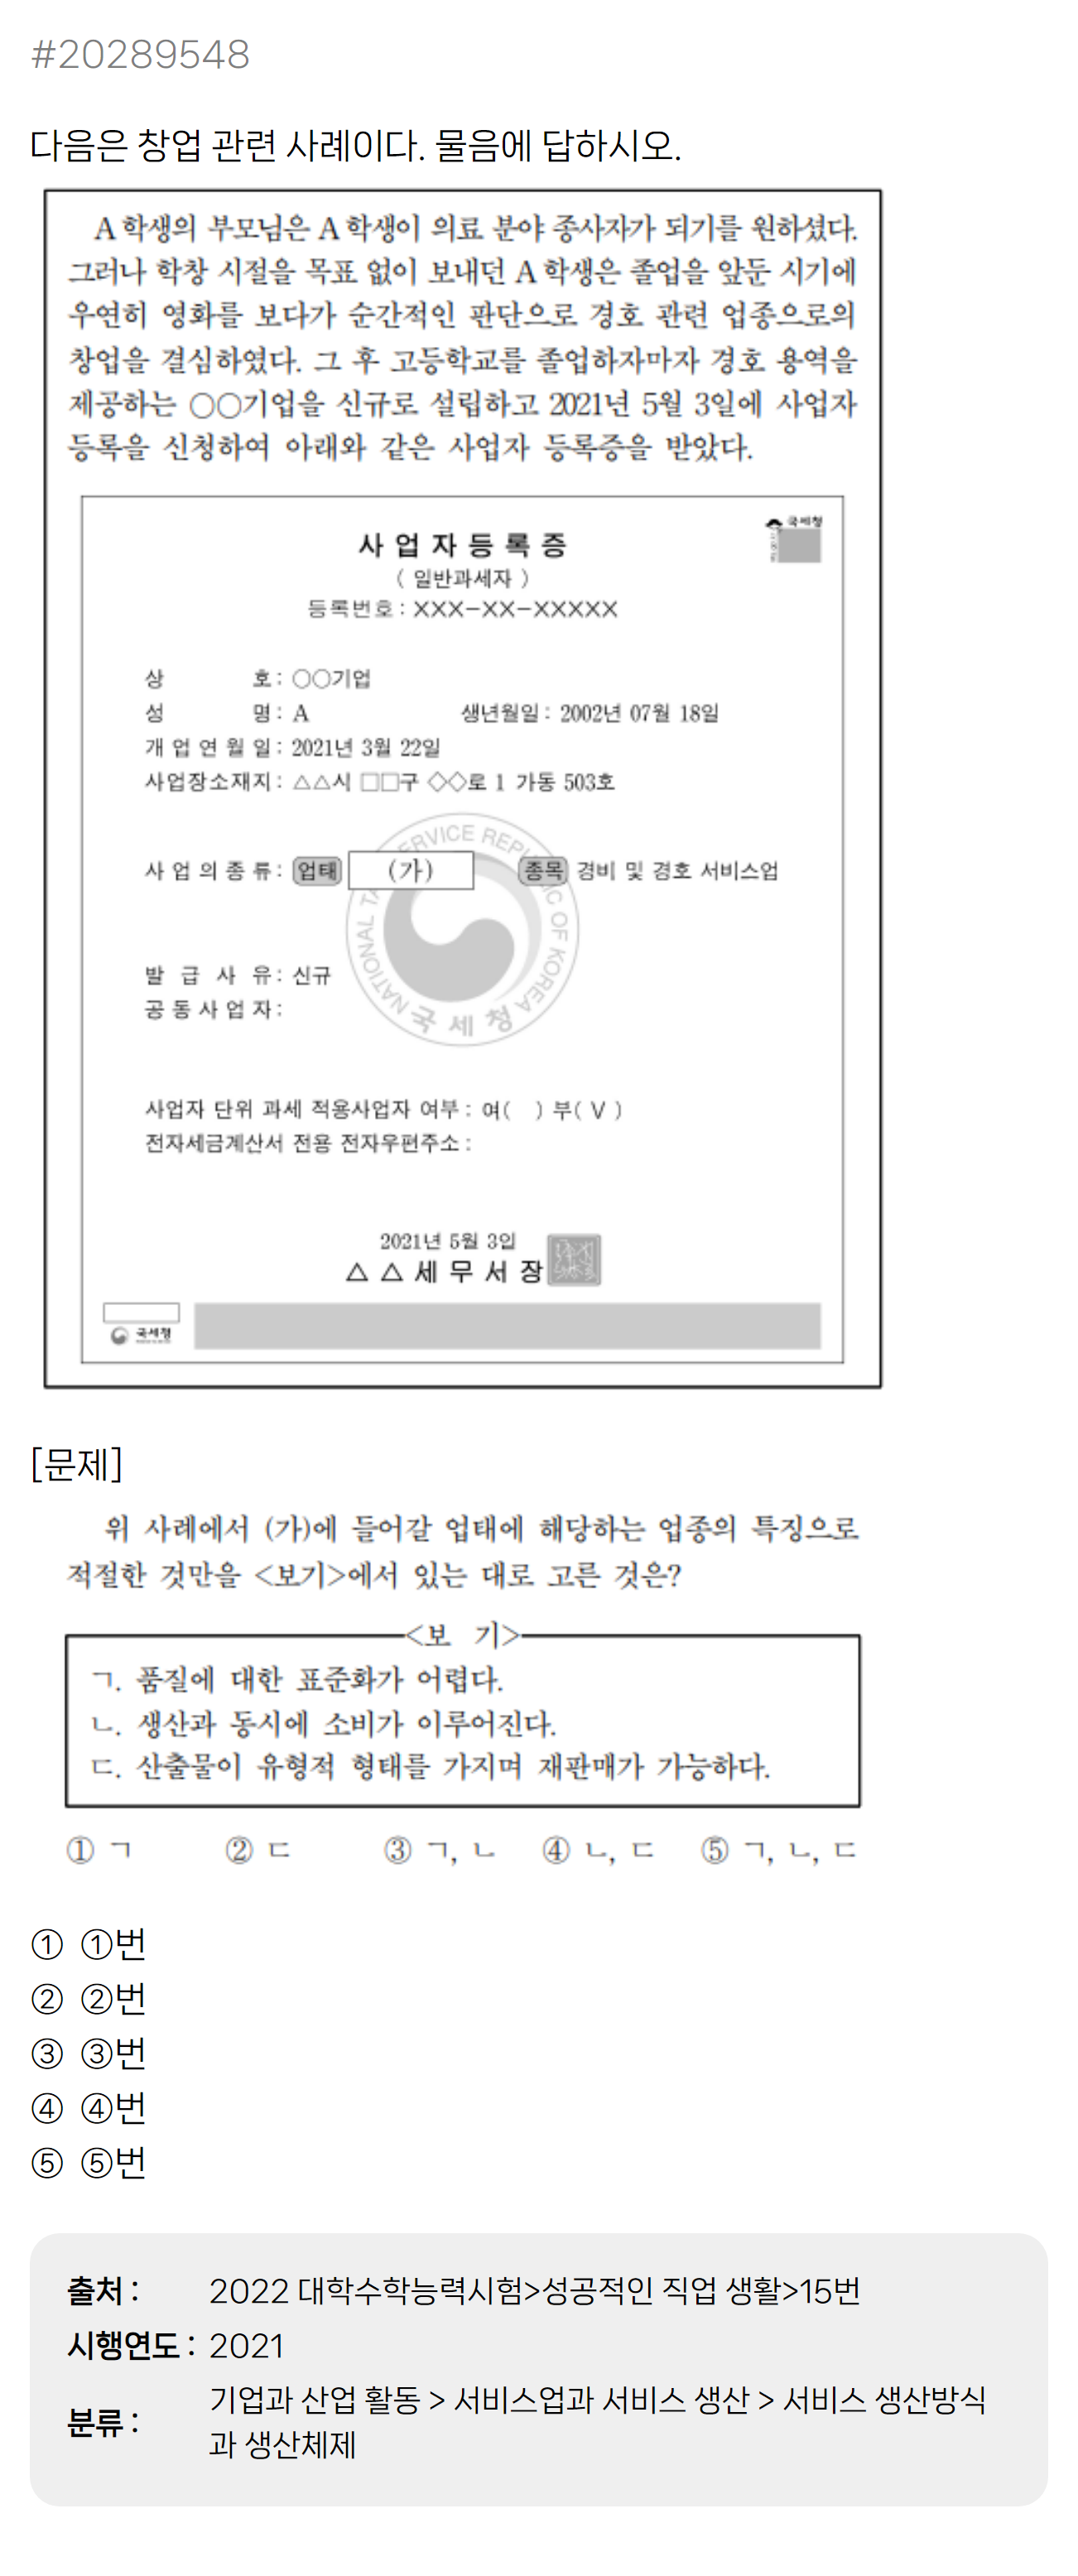 #20289548
다음은 창업 관련 사례이다. 물음에 답하시오.
A 학생의 부모님은 A 학생이 의료 분야 종사자가 되기를 원하셨다.
그러나 학창 시절을 목표 없이 보내던 A 학생은 졸업을 앞둔 시기에
우연히 영화를 보다가 순간적인 판단으로 경호 관련 업종으로의
창업을 결심하였다. 그 후 고등학교를 졸업하자마자 경호 용역을
제공하는 ○○기업을 신규로 설립하고 2021년 5월 3일에 사업자
등록을 신청하여 아래와 같은 사업자 등록증을 받았다.
국세청
사 업 자 등 록 증
( 일반과세자 )
등록번호 : XXX-XX-XXXXX
상 호 : ○○기업
성 명 : A 생년월일 : 2002년 07월 18일
개 업 연 월 일 : 2021년 3월 22일
사업장소재지 : △△시 □□구 ◇◇로 1 가동 503호
사 업 의 종 류 : 업태 (가) 종목 경비 및 경호 서비스업
NATIONAL TAX SERVICE REPUBLIC OF KOREA
국 세 청
발 급 사 유 : 신규
공 동 사 업 자 :
사업자 단위 과세 적용사업자 여부 : 여( ) 부( V )
전자세금계산서 전용 전자우편주소 :
2021년 5월 3일
△ △ 세 무 서 장
국세청
[문제]
위 사례에서 (가)에 들어갈 업태에 해당하는 업종의 특징으로
적절한 것만을 <보기>에서 있는 대로 고른 것은?
<보 기>
ㄱ. 품질에 대한 표준화가 어렵다.
ㄴ. 생산과 동시에 소비가 이루어진다.
ㄷ. 산출물이 유형적 형태를 가지며 재판매가 가능하다.
① ㄱ ② ㄷ ③ ㄱ, ㄴ ④ ㄴ, ㄷ ⑤ ㄱ, ㄴ, ㄷ
① ①번
② ②번
③ ③번
④ ④번
⑤ ⑤번
출처 : 2022 대학수학능력시험>성공적인 직업 생활>15번
시행연도 : 2021
분류 : 기업과 산업 활동 > 서비스업과 서비스 생산 > 서비스 생산방식
과 생산체제